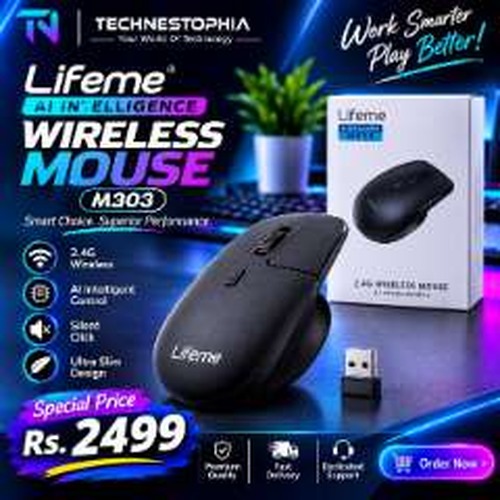 TN | TECHNESTOPHIA
Your World Of Technology
Work Smarter
Play Better!
Lifeme®
AI INTELLIGENCE
WIRELESS
MOUSE
M303
Smart Choice. Superior Performance.
2.4G
Wireless
AI Intelligent
Control
Silent
Click
Ultra Slim
Design
Lifeme
2.4G WIRELESS MOUSE
Lifeme
Special Price
Rs. 2499
Premium
Quality
Fast
Delivery
Dedicated
Support
Order Now